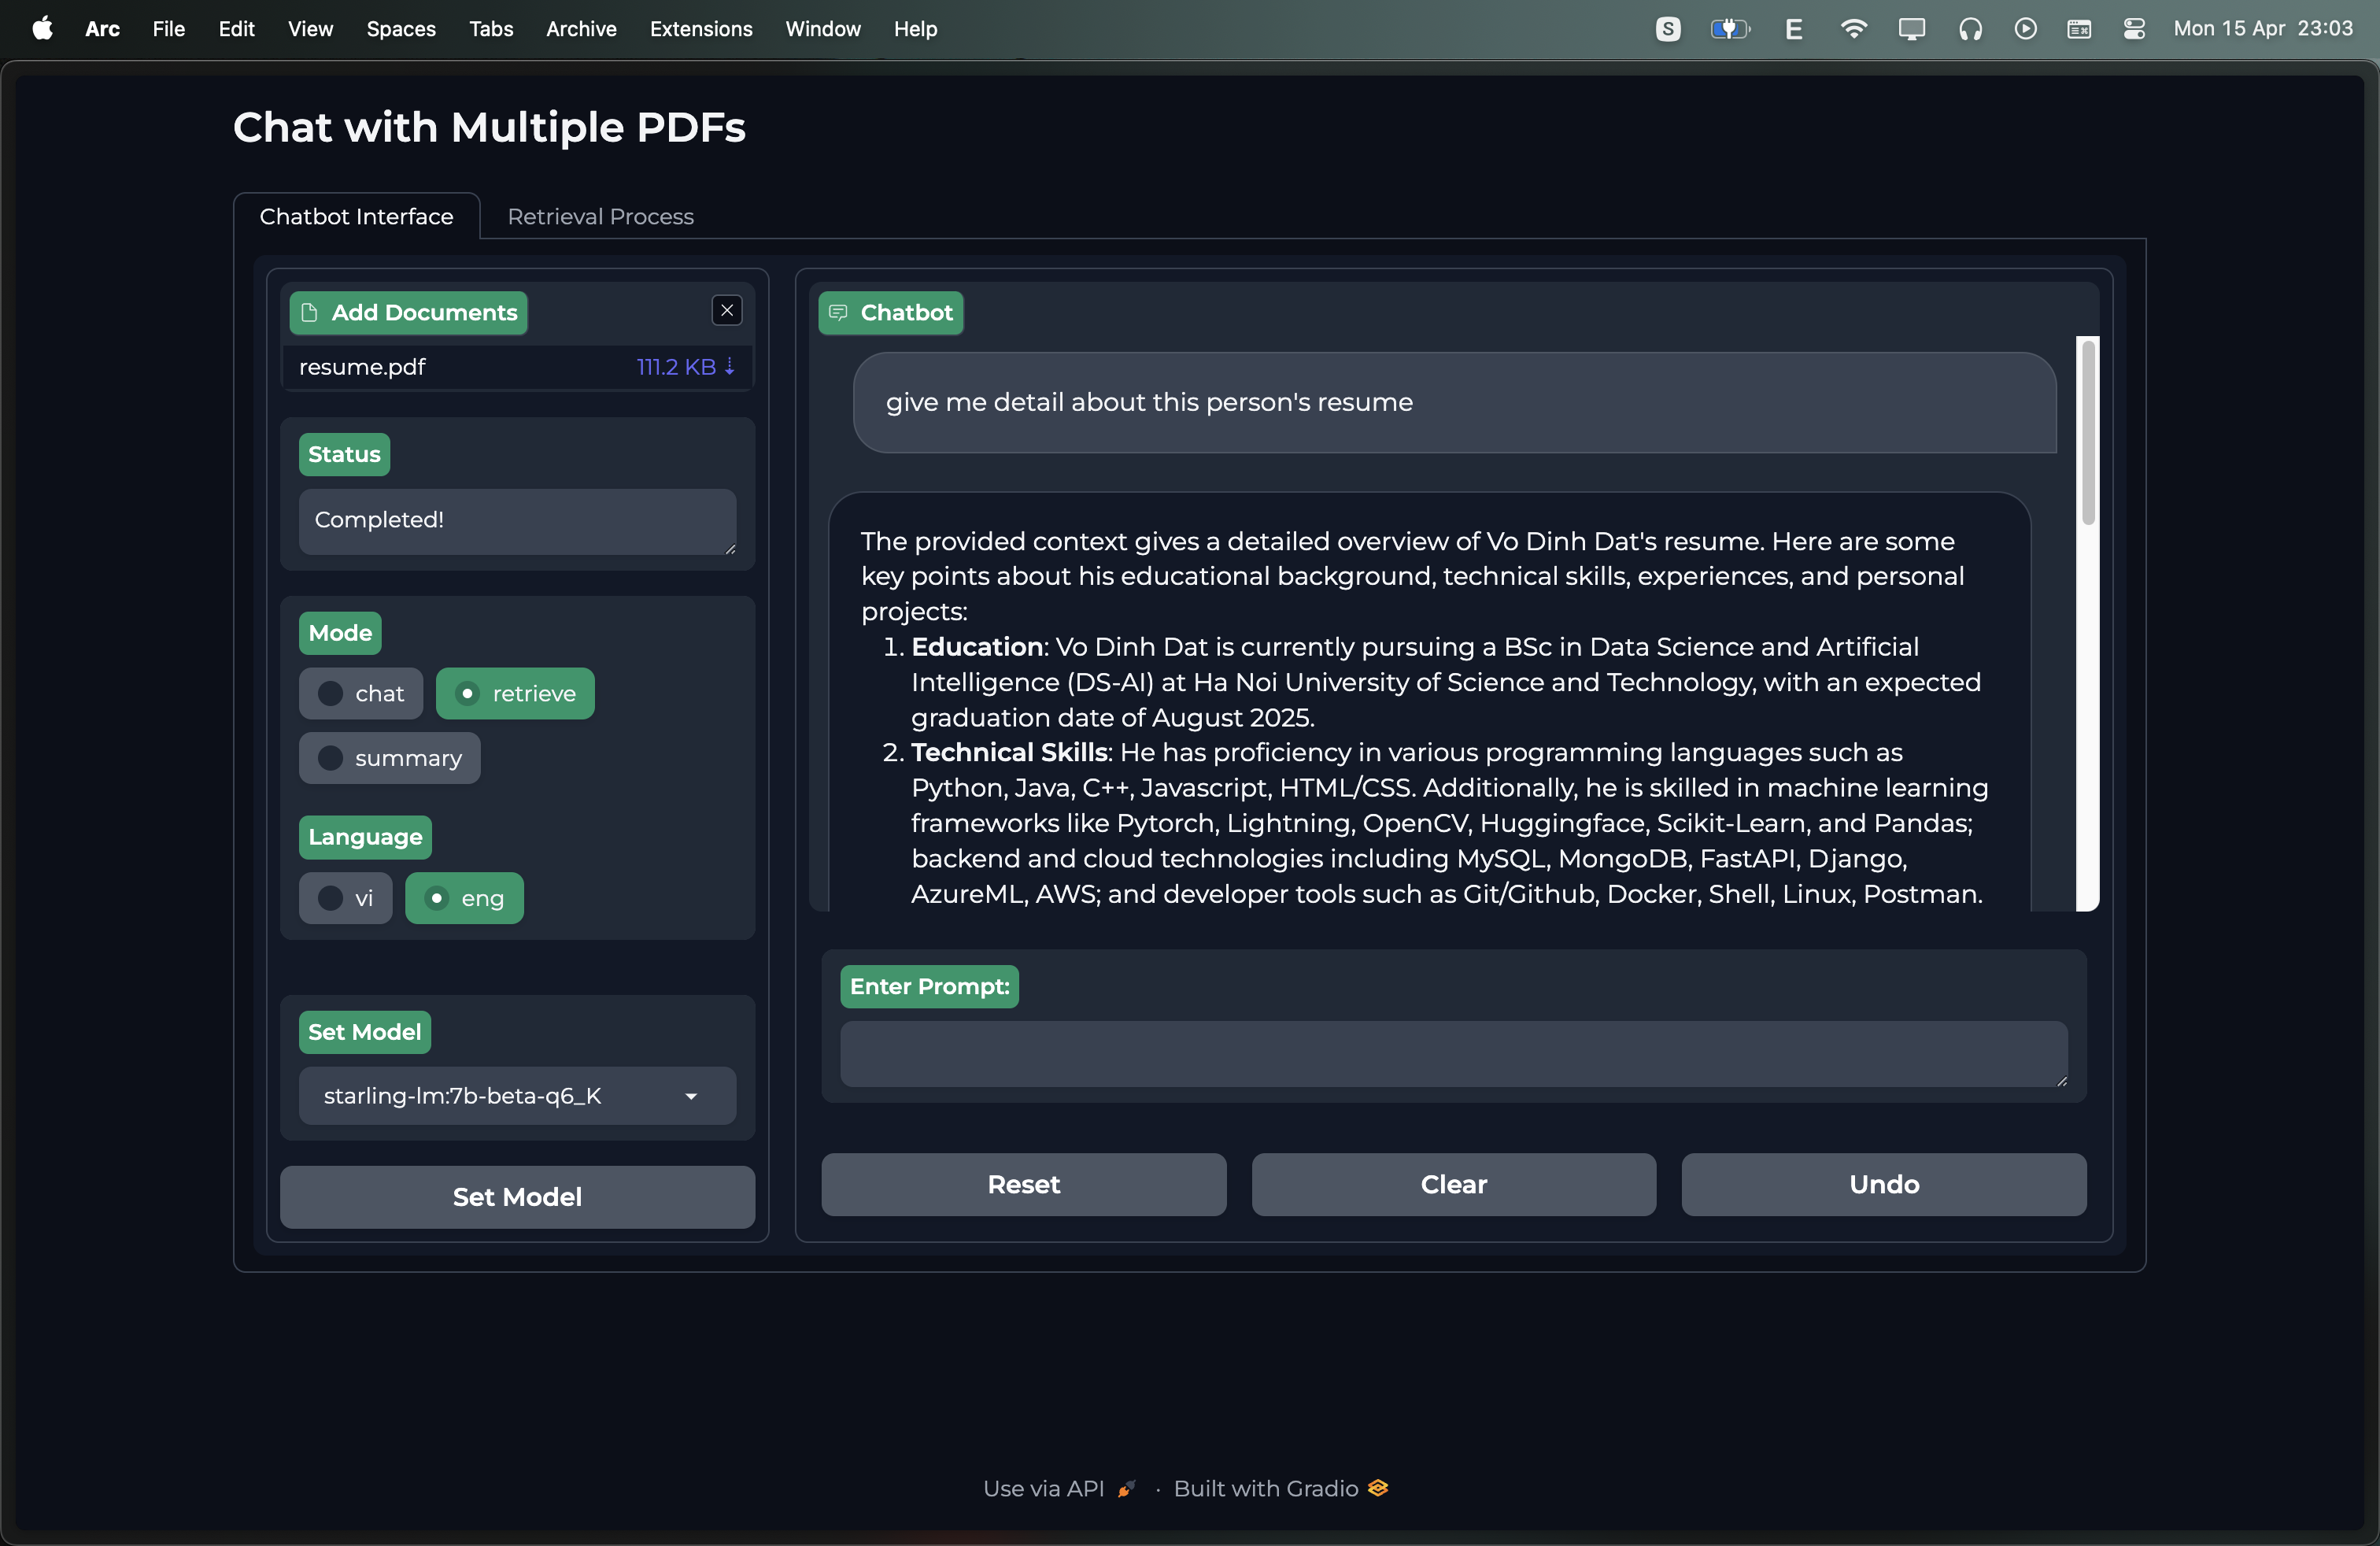 Arc File Edit View Spaces Tabs Archive Extensions Window Help S E Mon 15 Apr 23:03
Chat with Multiple PDFs
Chatbot Interface Retrieval Process
Add Documents
resume.pdf 111.2 KB ↓
Status
Completed!
Mode
chat retrieve
summary
Language
vi eng
Set Model
starling-lm:7b-beta-q6_K
Set Model
Chatbot
give me detail about this person's resume
The provided context gives a detailed overview of Vo Dinh Dat's resume. Here are some
key points about his educational background, technical skills, experiences, and personal
projects:
1. Education: Vo Dinh Dat is currently pursuing a BSc in Data Science and Artificial
Intelligence (DS-AI) at Ha Noi University of Science and Technology, with an expected
graduation date of August 2025.
2. Technical Skills: He has proficiency in various programming languages such as
Python, Java, C++, Javascript, HTML/CSS. Additionally, he is skilled in machine learning
frameworks like Pytorch, Lightning, OpenCV, Huggingface, Scikit-Learn, and Pandas;
backend and cloud technologies including MySQL, MongoDB, FastAPI, Django,
AzureML, AWS; and developer tools such as Git/Github, Docker, Shell, Linux, Postman.
Enter Prompt:
Reset Clear Undo
Use via API · Built with Gradio